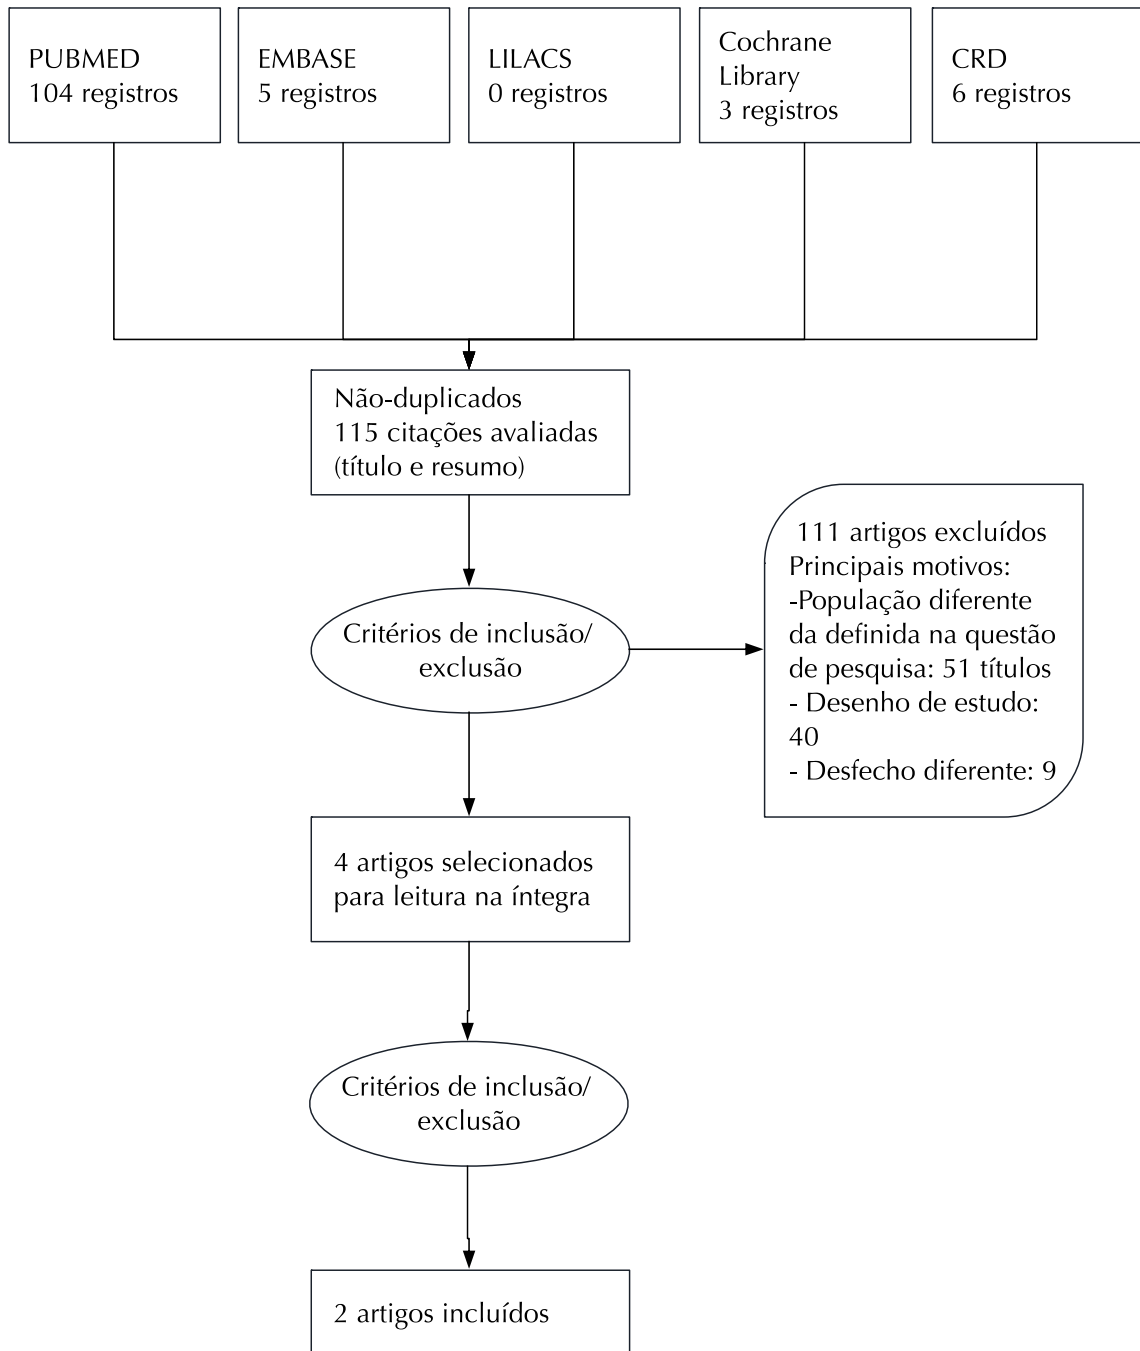 PUBMED
104 registros
EMBASE
5 registros
LILACS
0 registros
Cochrane
Library
3 registros
CRD
6 registros
Não-duplicados
115 citações avaliadas
(título e resumo)
111 artigos excluídos
Principais motivos:
-População diferente
da definida na questão
de pesquisa: 51 títulos
- Desenho de estudo:
40
- Desfecho diferente: 9
Critérios de inclusão/
exclusão
4 artigos selecionados
para leitura na íntegra
Critérios de inclusão/
exclusão
2 artigos incluídos